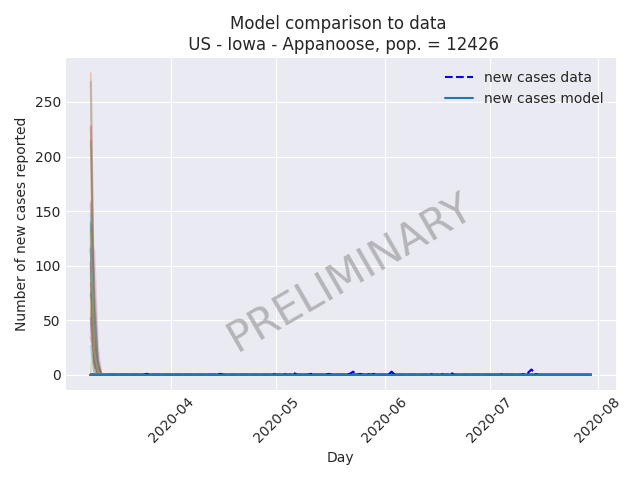 Model comparison to data
US - Iowa - Appanoose, pop. = 12426
new cases data
new cases model
Number of new cases reported
250
200
150
100
50
0
PRELIMINARY
2020-04
2020-05
2020-06
2020-07
2020-08
Day